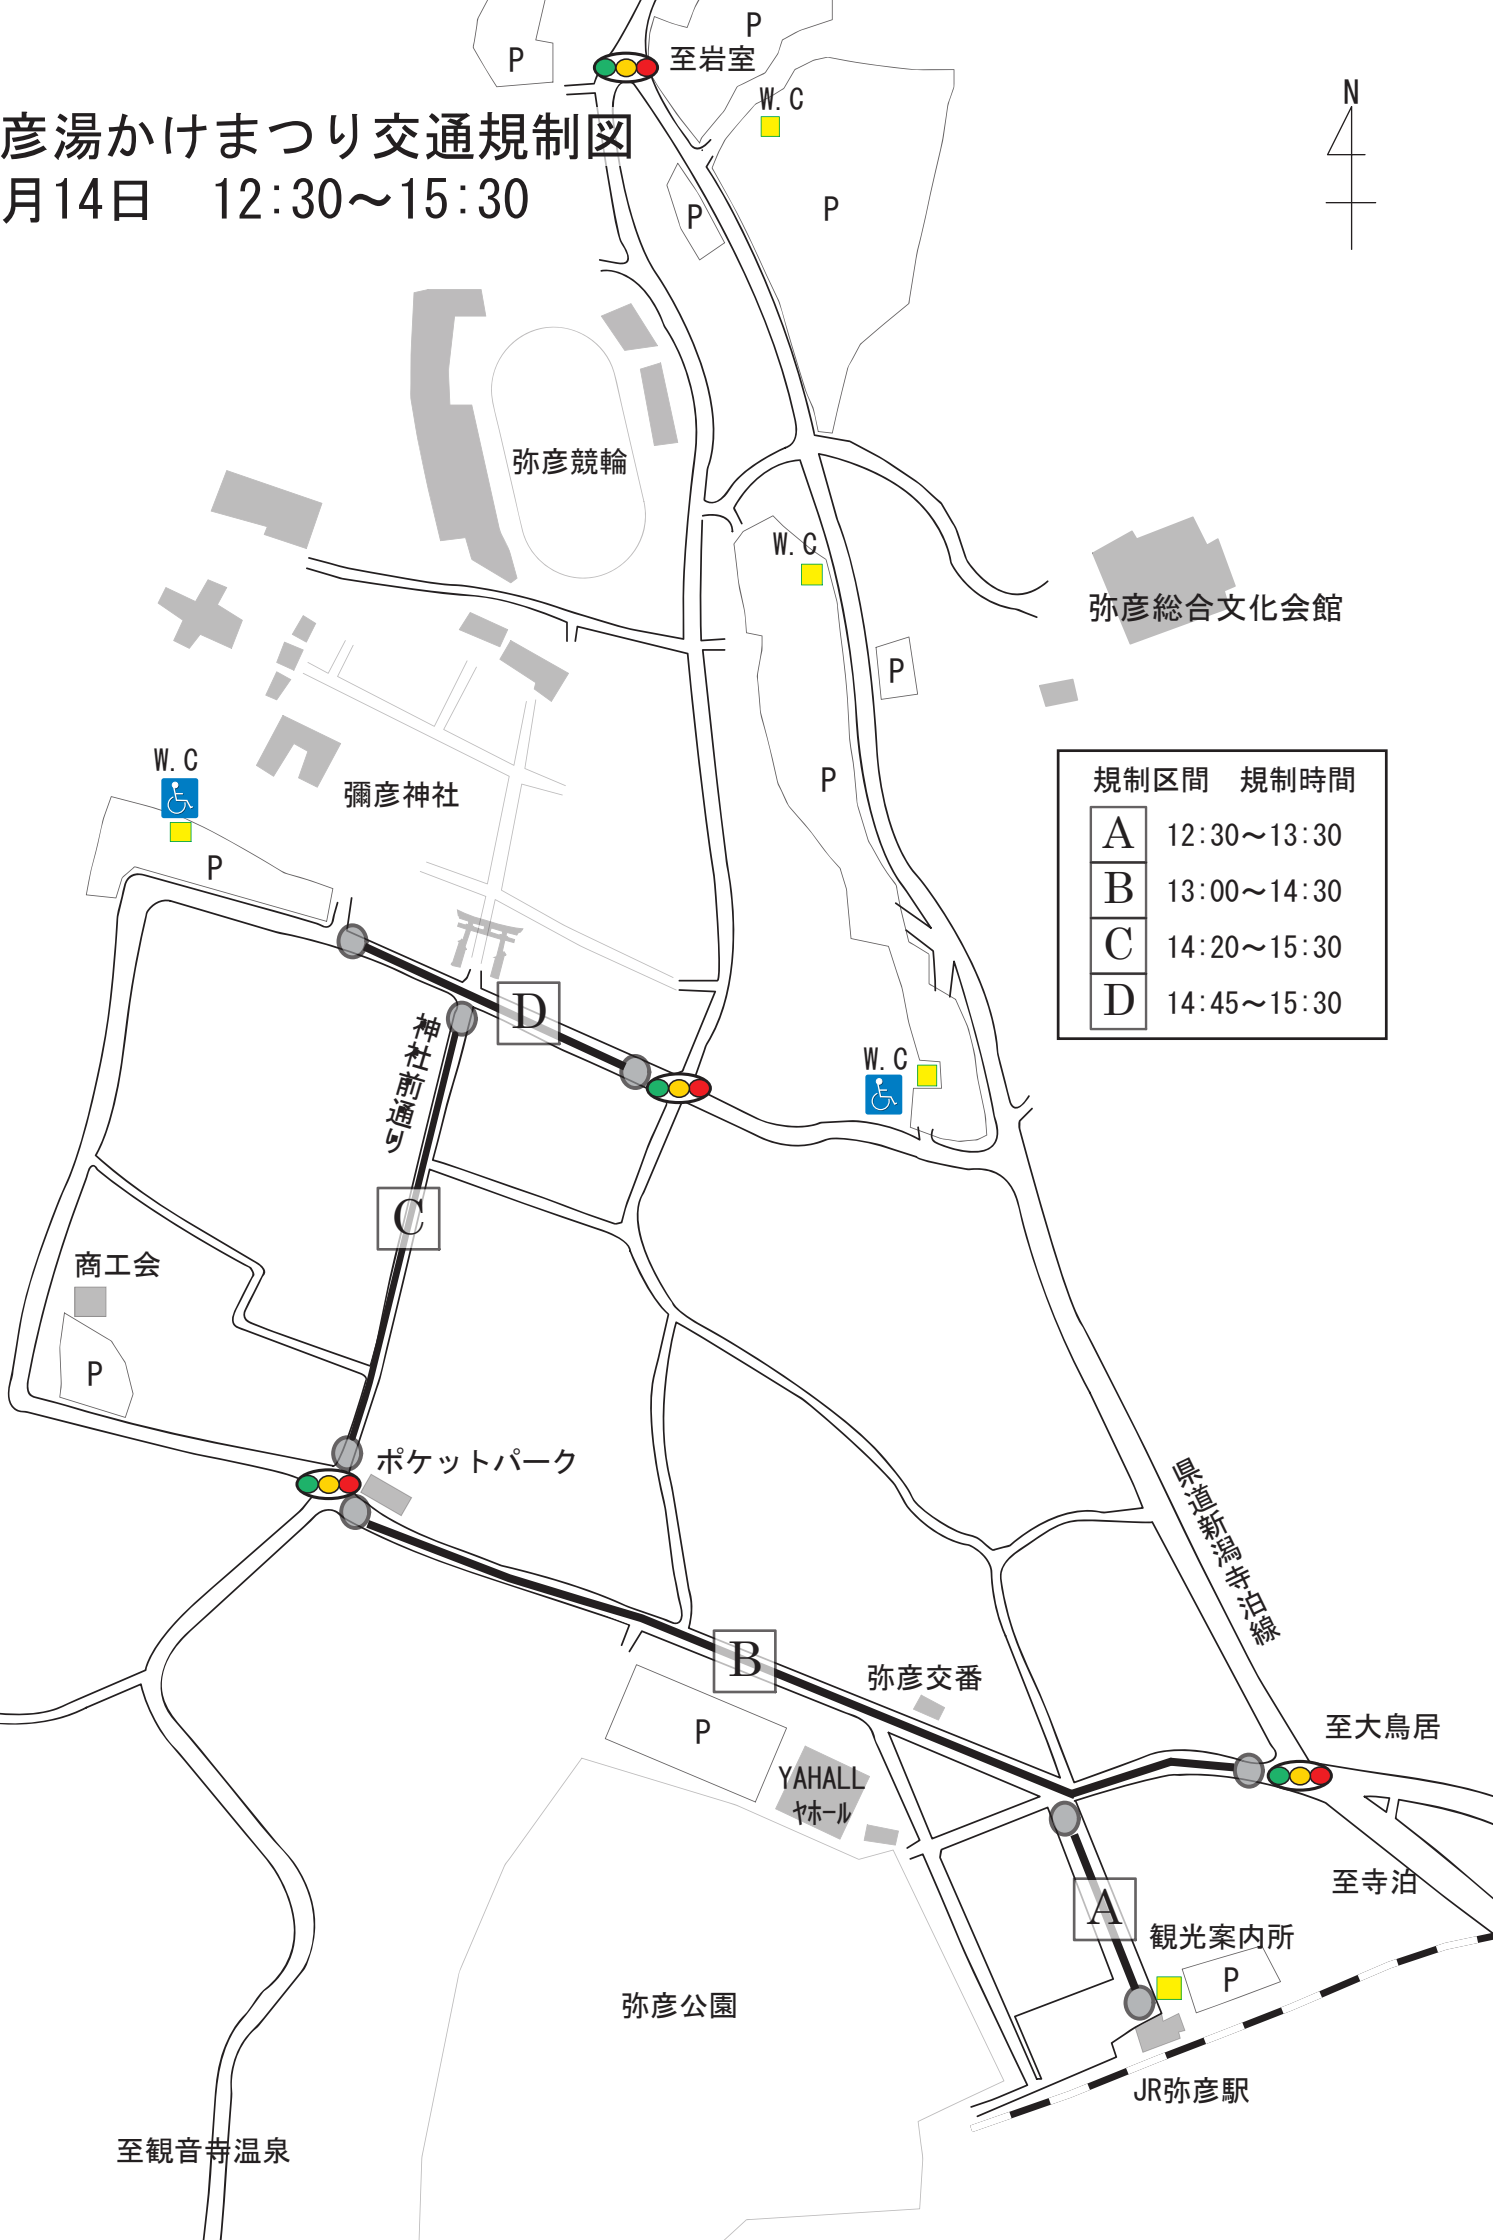 P
P
至岩室
W.C
N
彦湯かけまつり交通規制図
月14日　12:30～15:30
P
P
弥彦競輪
W.C
弥彦総合文化会館
P
W.C
彌彦神社
P
P
規制区間　規制時間
A 12:30～13:30
B 13:00～14:30
C 14:20～15:30
D 14:45～15:30
D
神社前通り
W.C
C
商工会
P
ポケットパーク
県道新潟寺泊線
B
弥彦交番
P
至大鳥居
YAHALL
ヤホール
至寺泊
A
観光案内所
P
弥彦公園
JR弥彦駅
至観音寺温泉